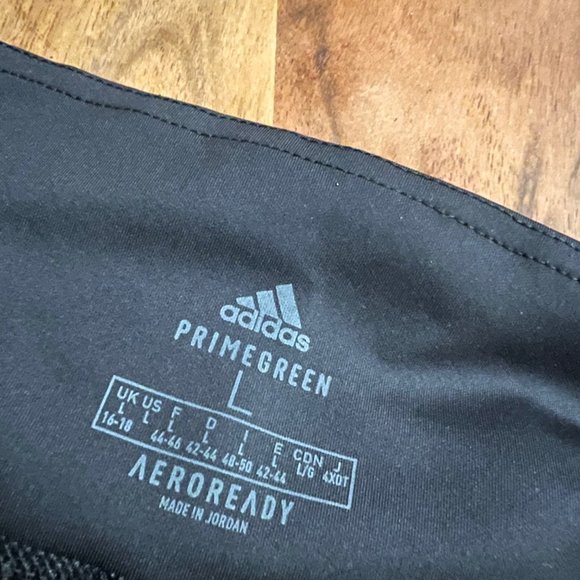 adidas
PRIMEGREEN
L
UK US F D I E CDN J
L L L L L L L/G 4XOT
16-18 44-46 42-44 48-50 42-44
AEROREADY
MADE IN JORDAN